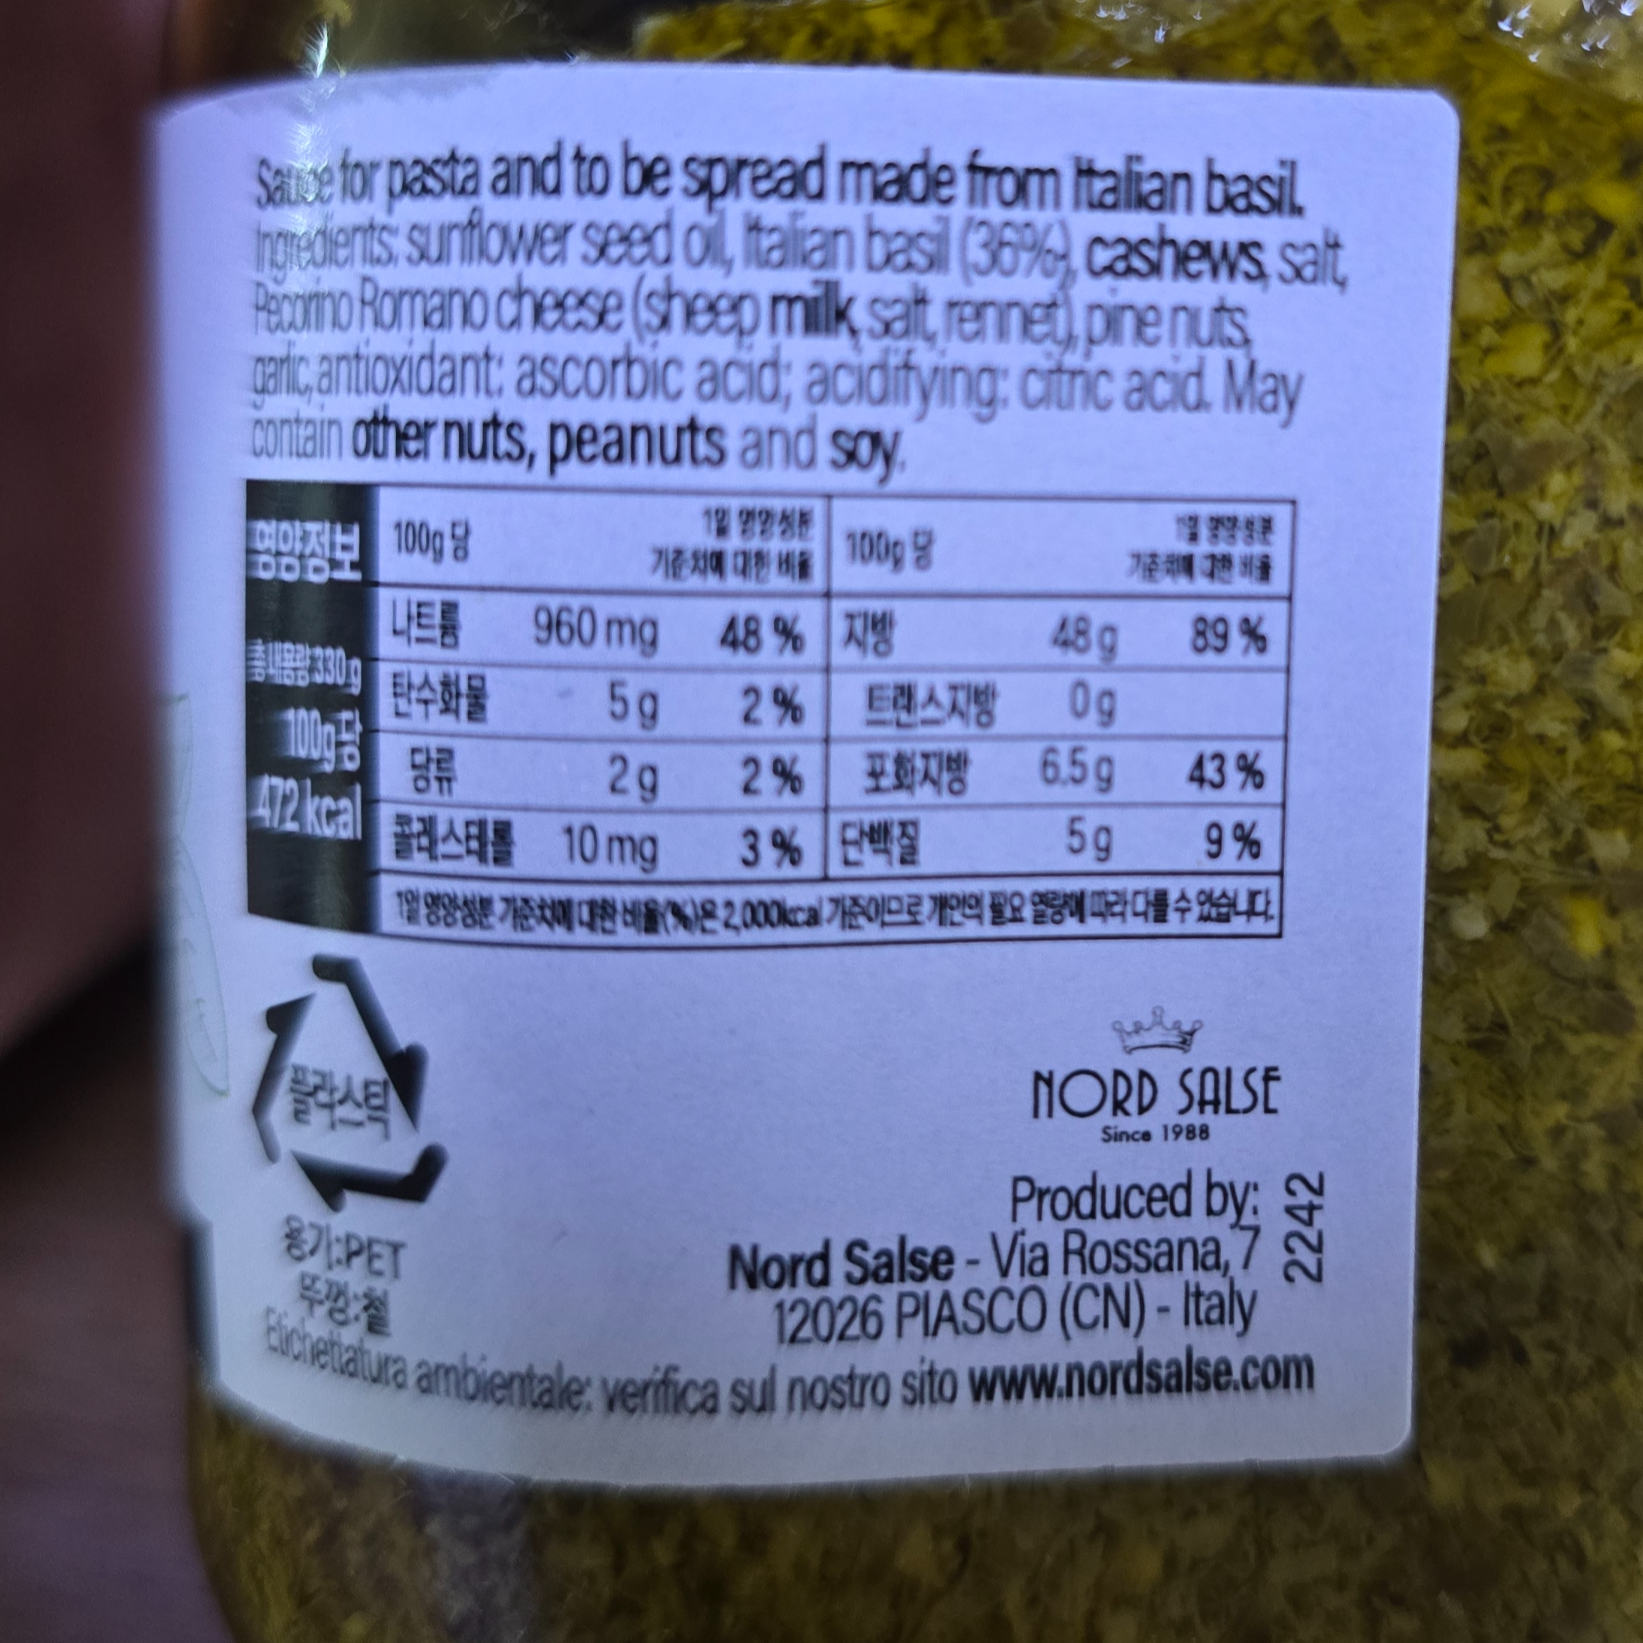 Sauce for pasta and to be spread made from Italian basil.
Ingredients: sunflower seed oil, Italian basil (36%), cashews, salt,
Pecorino Romano cheese (sheep milk, salt, rennet), pine nuts,
garlic, antioxidant: ascorbic acid; acidifying: citric acid. May
contain other nuts, peanuts and soy.
영양정보
총 내용량 330 g
100g당
472 kcal
100g 당 1일 영양성분 기준치에 대한 비율 100g 당 1일 영양성분 기준치에 대한 비율
나트륨 960 mg 48 % 지방 48 g 89 %
탄수화물 5 g 2 % 트랜스지방 0 g
당류 2 g 2 % 포화지방 6.5 g 43 %
콜레스테롤 10 mg 3 % 단백질 5 g 9 %
1일 영양성분 기준치에 대한 비율(%)은 2,000kcal 기준이므로 개인의 필요 열량에 따라 다를 수 있습니다.
플라스틱
용기:PET
뚜껑:철
NORD SALSE
Since 1988
Produced by:
Nord Salse - Via Rossana, 7
12026 PIASCO (CN) - Italy
2242
Etichettatura ambientale: verifica sul nostro sito www.nordsalse.com